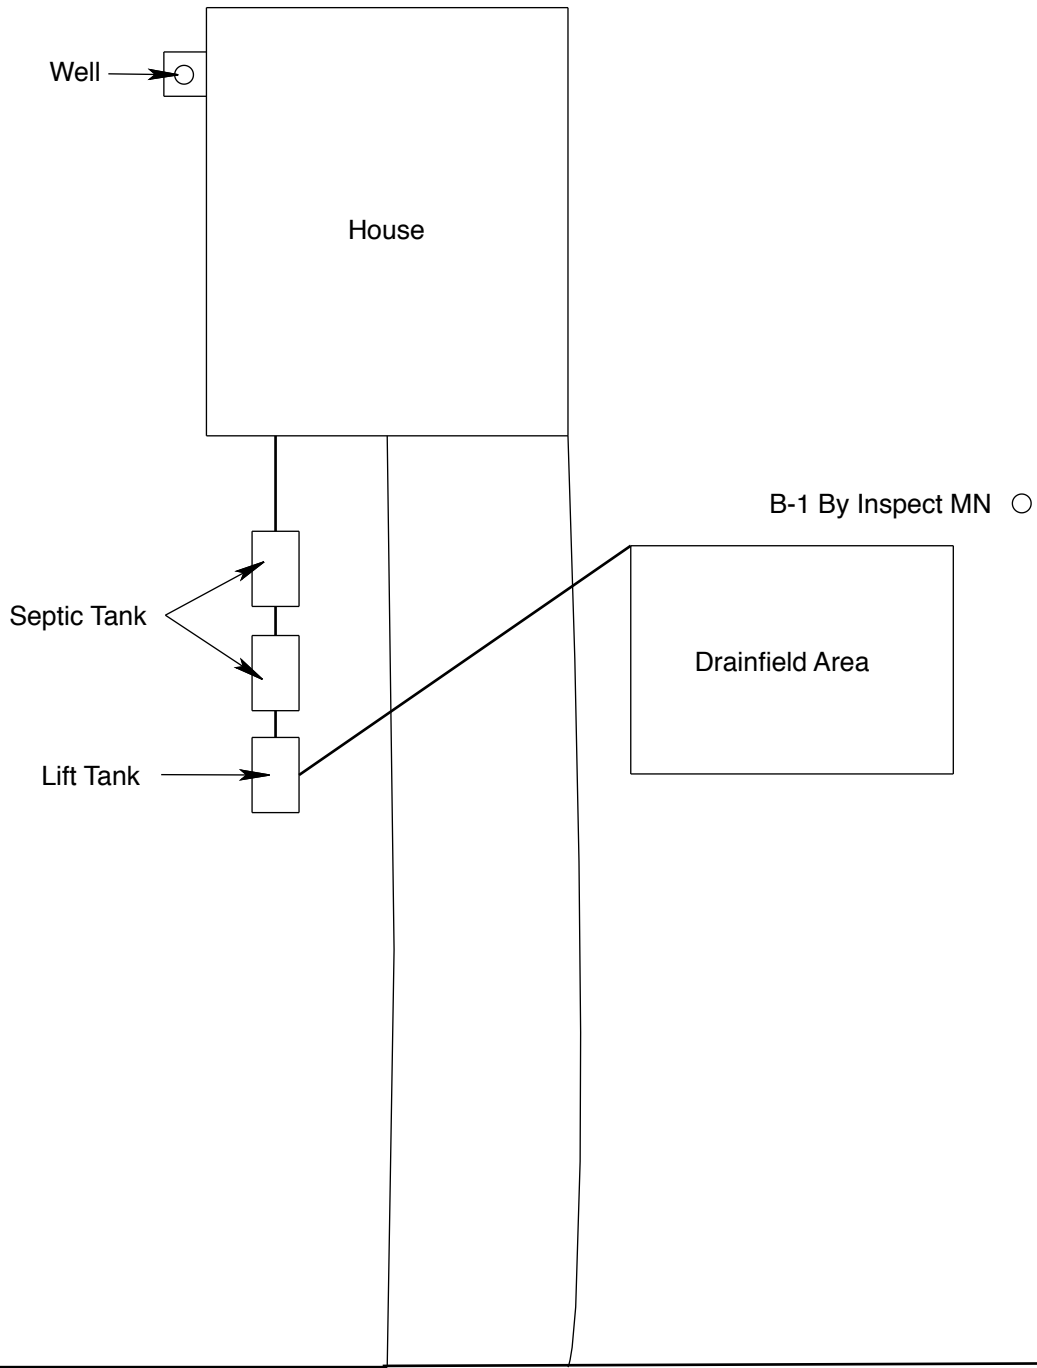 Well
House
B-1 By Inspect MN
Septic Tank
Drainfield Area
Lift Tank